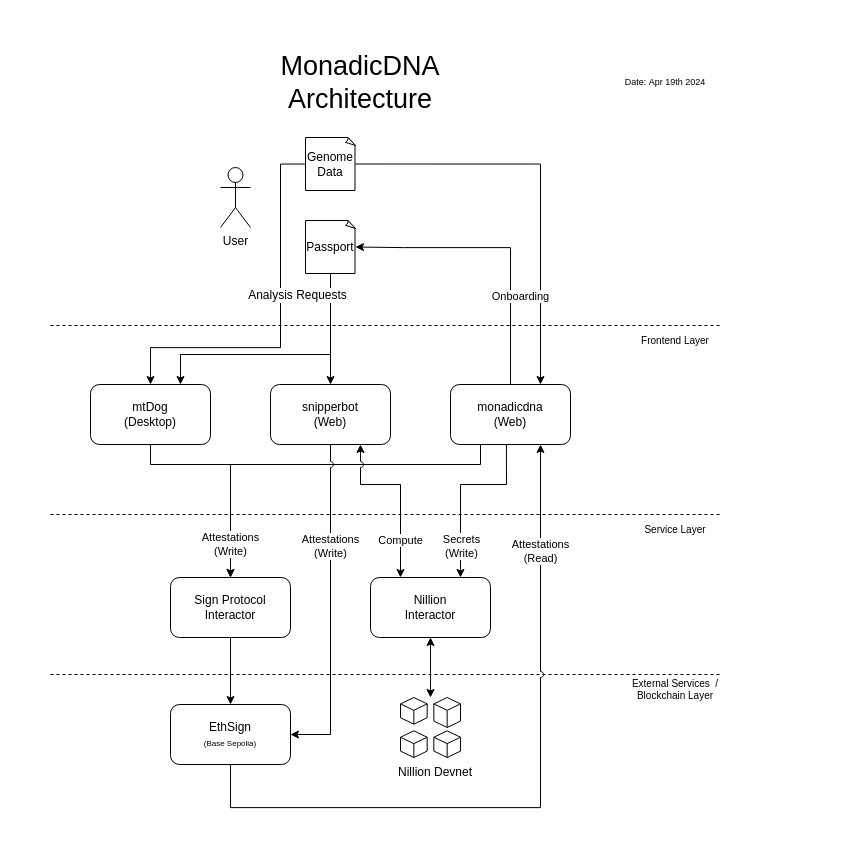 MonadicDNA
Architecture
Date: Apr 19th 2024
Genome
Data
User
Passport
Analysis Requests
Onboarding
Frontend Layer
mtDog
(Desktop)
snipperbot
(Web)
monadicdna
(Web)
Service Layer
Attestations
(Write)
Attestations
(Write)
Compute
Secrets
(Write)
Attestations
(Read)
Sign Protocol
Interactor
Nillion
Interactor
External Services /
Blockchain Layer
EthSign
(Base Sepolia)
Nillion Devnet